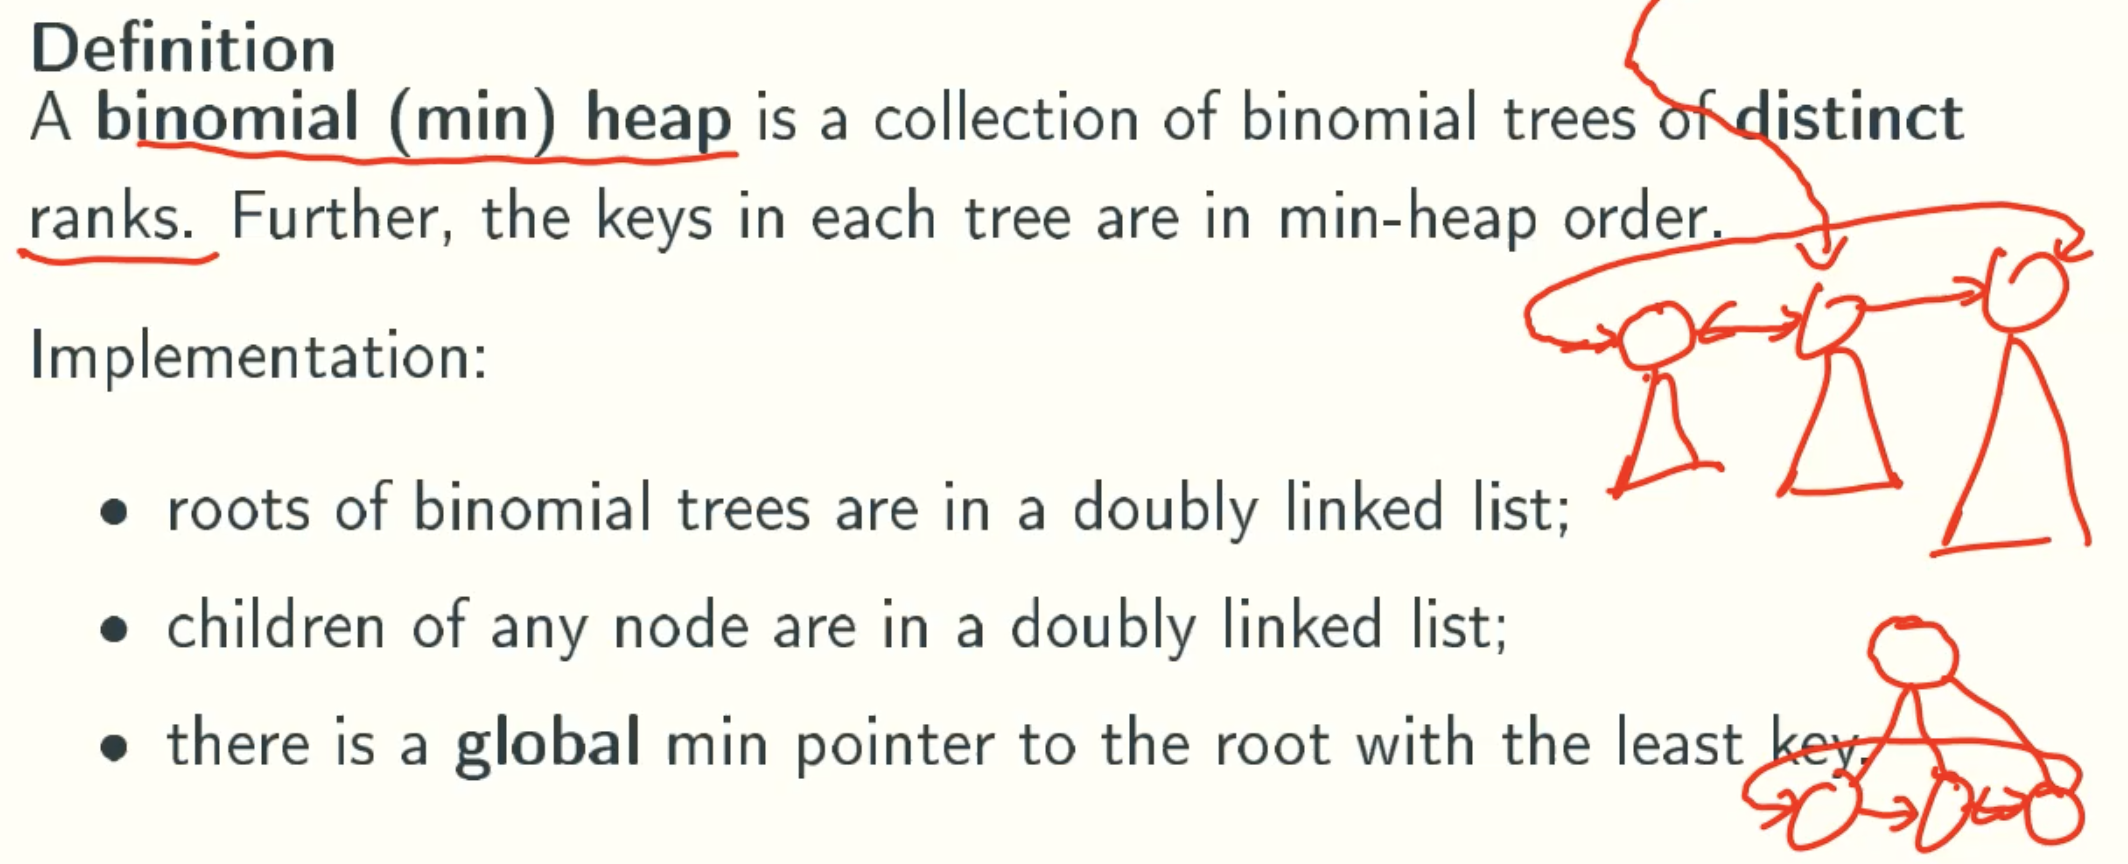 Definition
A binomial (min) heap is a collection of binomial trees of distinct
ranks. Further, the keys in each tree are in min-heap order.
Implementation:
• roots of binomial trees are in a doubly linked list;
• children of any node are in a doubly linked list;
• there is a global min pointer to the root with the least key.